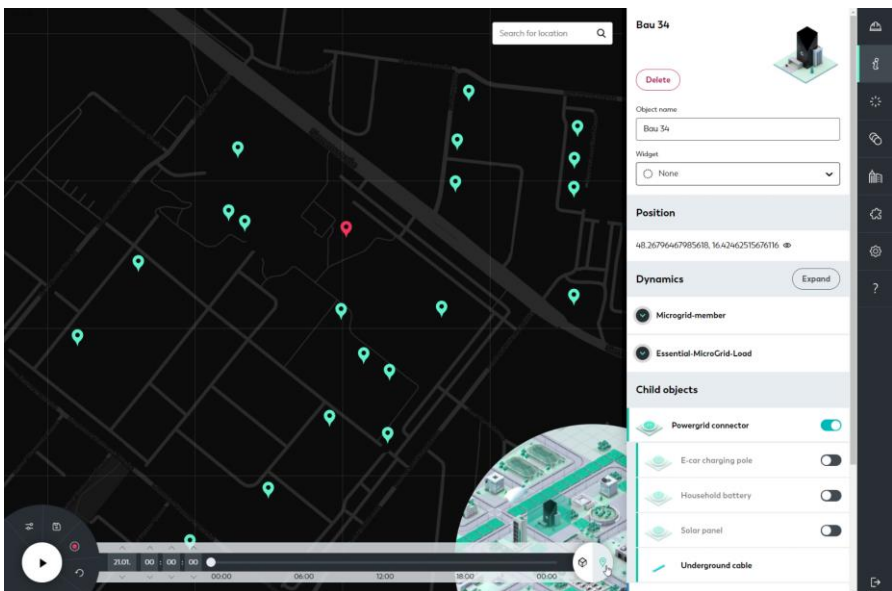 Search for location
Bau 34
Delete
Object name
Bau 34
Widget
None
Position
48.26796467985618, 16.42462515676116
Dynamics
Expand
Microgrid-member
Essential-MicroGrid-Load
Child objects
Powergrid connector
E-car charging pole
Household battery
Solar panel
Underground cable
21.01. 00 : 00 : 00
00:00 06:00 12:00 18:00 00:00
?